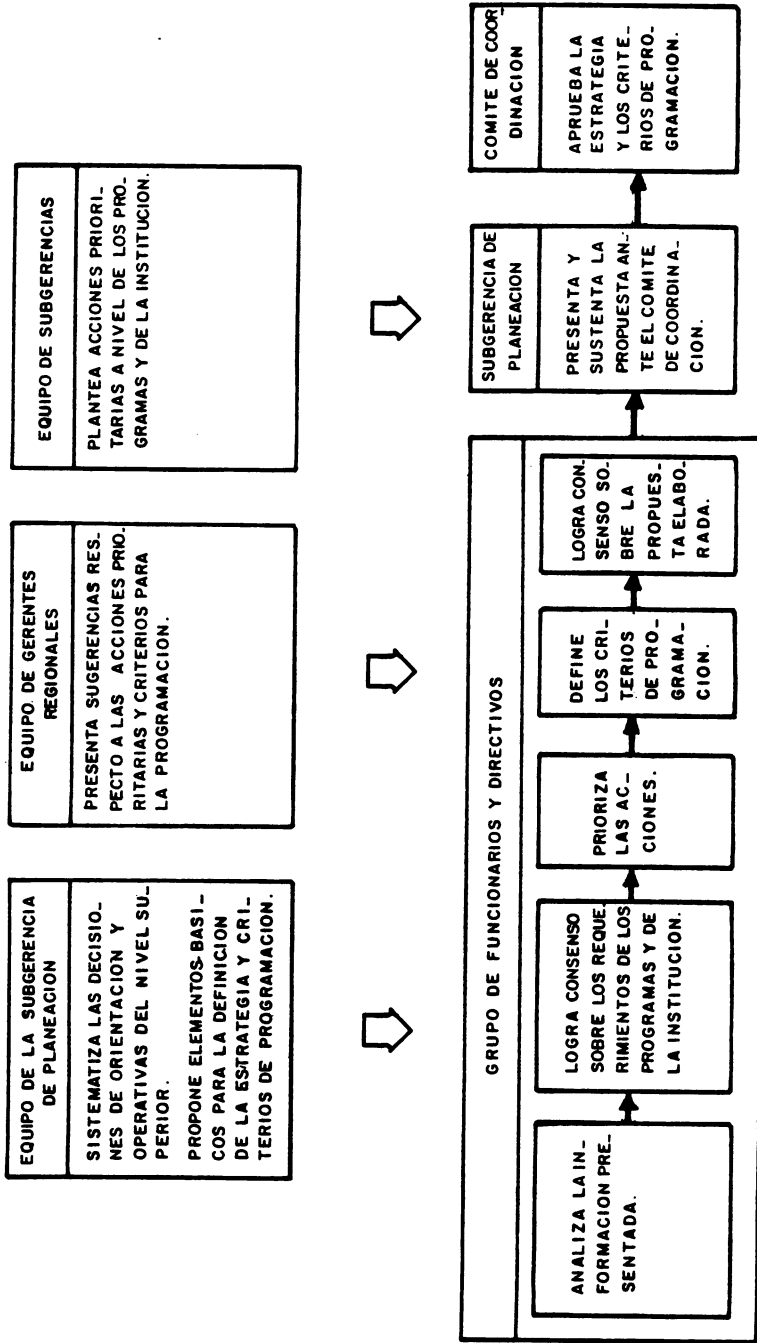 EQUIPO DE LA SUBGERENCIA
DE PLANEACION
SISTEMATIZA LAS DECISIO_
NES DE ORIENTACION Y
OPERATIVAS DEL NIVEL SU_
PERIOR.
PROPONE ELEMENTOS BASI_
COS PARA LA DEFINICION
DE LA ESTRATEGIA Y CRI_
TERIOS DE PROGRAMACION.
EQUIPO DE GERENTES
REGIONALES
PRESENTA SUGERENCIAS RES_
PECTO A LAS ACCIONES PRIO_
RITARIAS Y CRITERIOS PARA
LA PROGRAMACION.
EQUIPO DE SUBGERENCIAS
PLANTEA ACCIONES PRIORI_
TARIAS A NIVEL DE LOS PRO_
GRAMAS Y DE LA INSTITUCION.
GRUPO DE FUNCIONARIOS Y DIRECTIVOS
ANALIZA LA IN_
FORMACION PRE_
SENTADA.
LOGRA CONSENSO
SOBRE LOS REQUE_
RIMIENTOS DE LOS
PROGRAMAS Y DE
LA INSTITUCION.
PRIORIZA
LAS AC_
CIONES.
DEFINE
LOS CRI_
TERIOS
DE PRO_
GRAMA_
CION.
LOGRA CON_
SENSO SO_
BRE LA
PROPUES_
TA ELABO_
RADA.
SUBGERENCIA DE
PLANEACION
PRESENTA Y
SUSTENTA LA
PROPUESTA AN_
TE EL COMITE
DE COORDINA_
CION.
COMITE DE COOR_
DINACION
APRUEBA LA
ESTRATEGIA
Y LOS CRITE_
RIOS DE PRO_
GRAMACION.